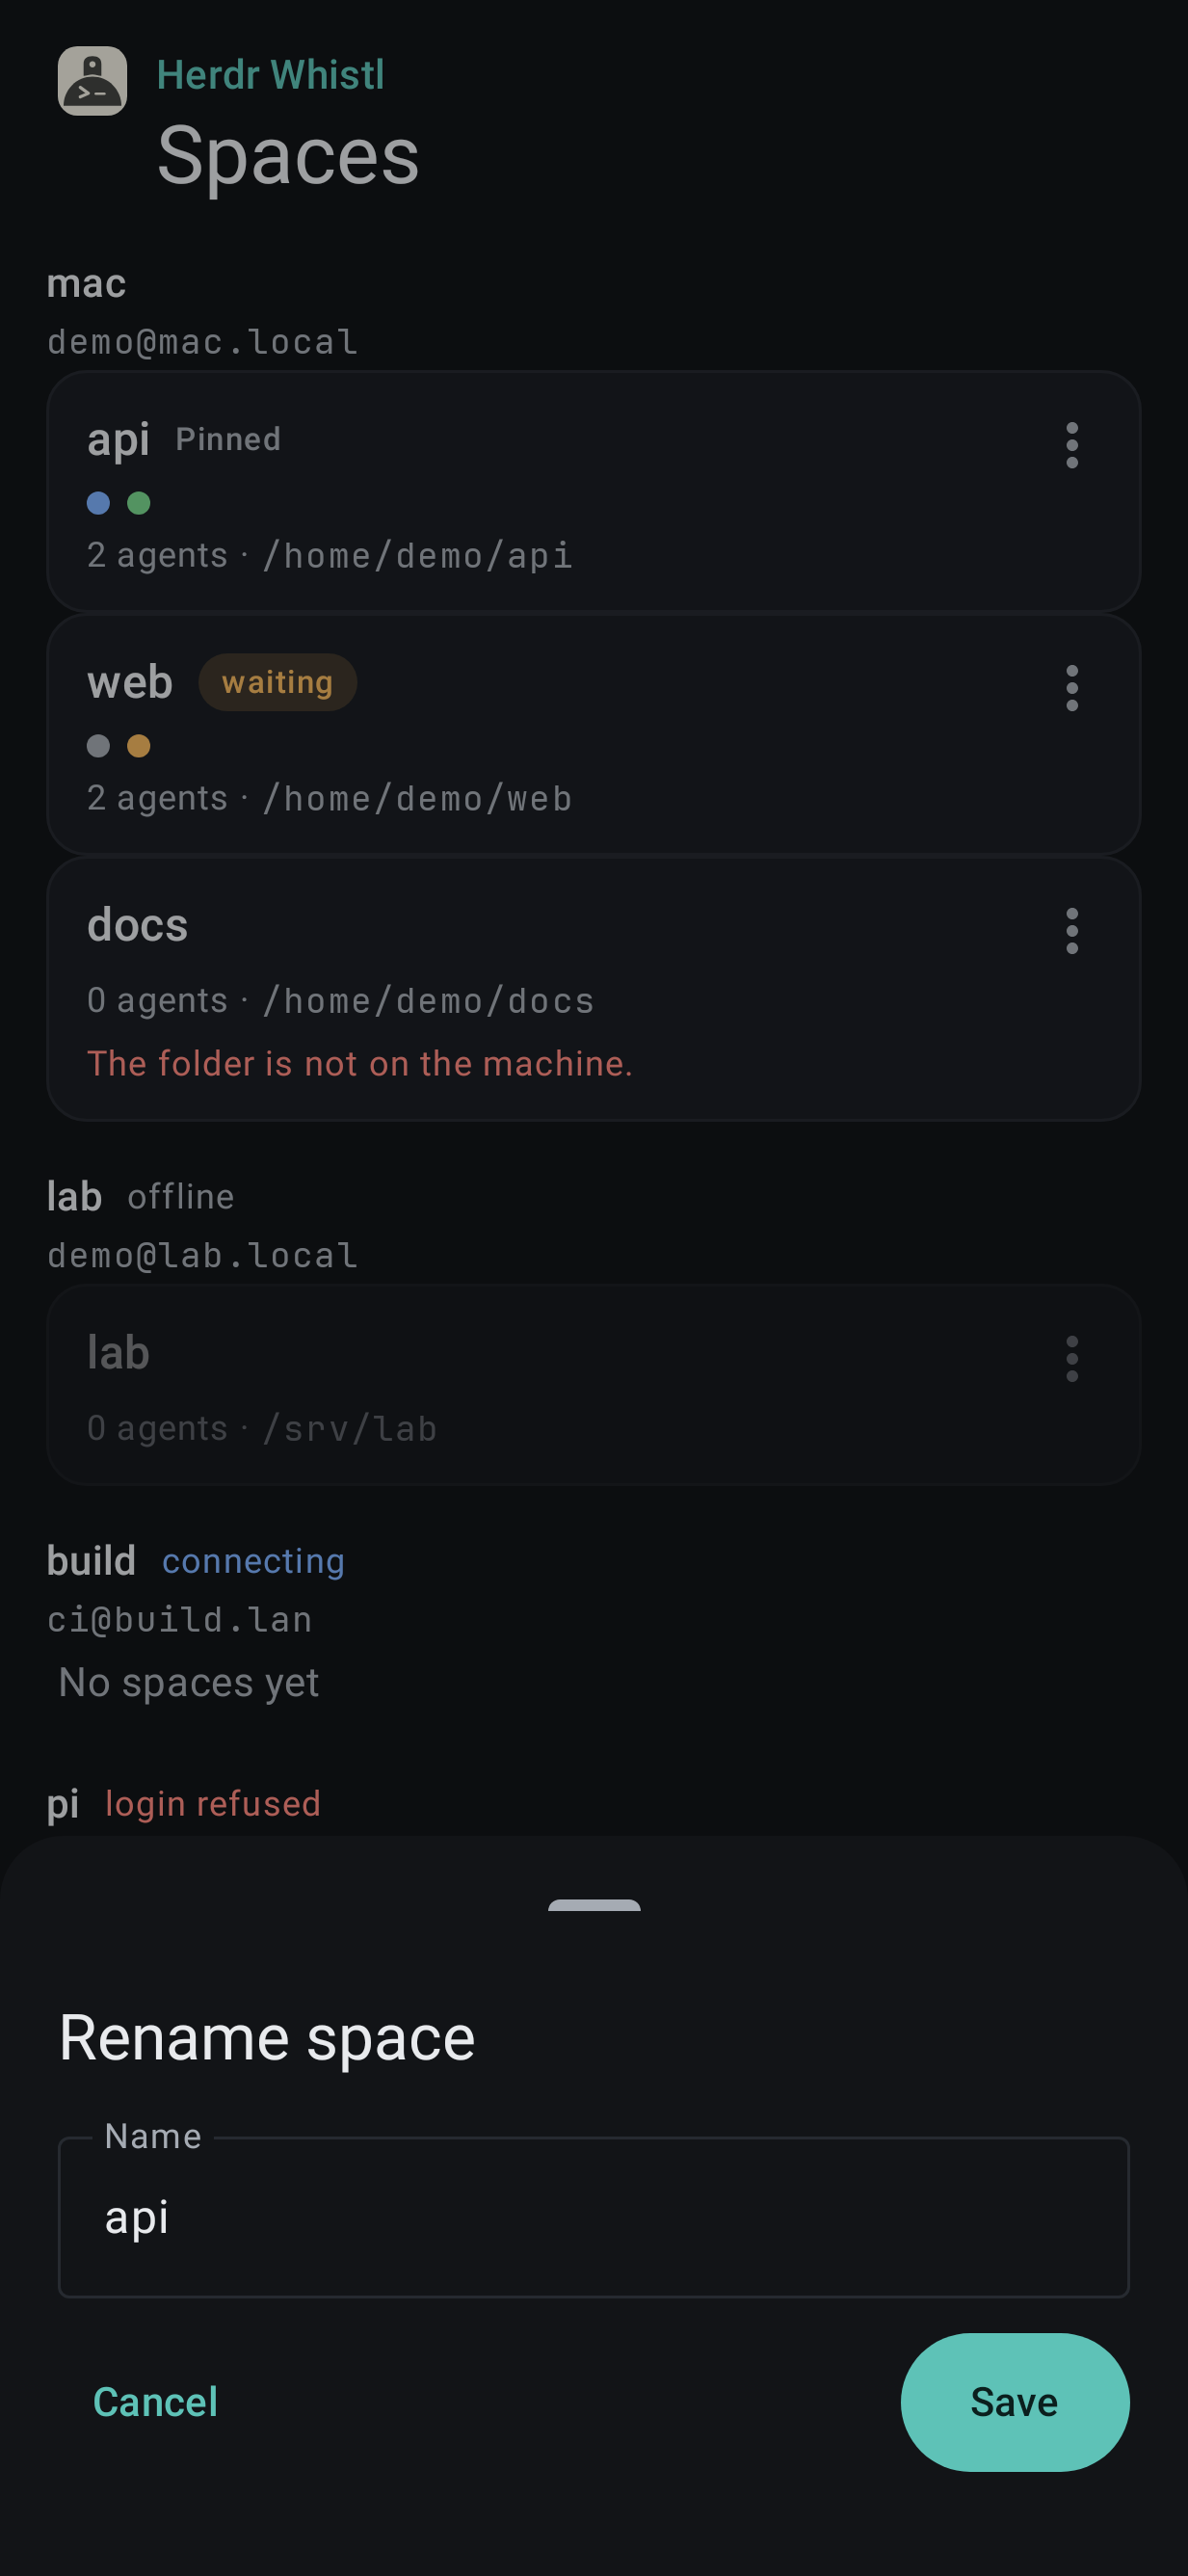 Herdr Whistl
Spaces
mac
demo@mac.local
api Pinned
2 agents · /home/demo/api
web waiting
2 agents · /home/demo/web
docs
0 agents · /home/demo/docs
The folder is not on the machine.
lab offline
demo@lab.local
lab
0 agents · /srv/lab
build connecting
ci@build.lan
No spaces yet
pi login refused
Rename space
Name
api
Cancel Save